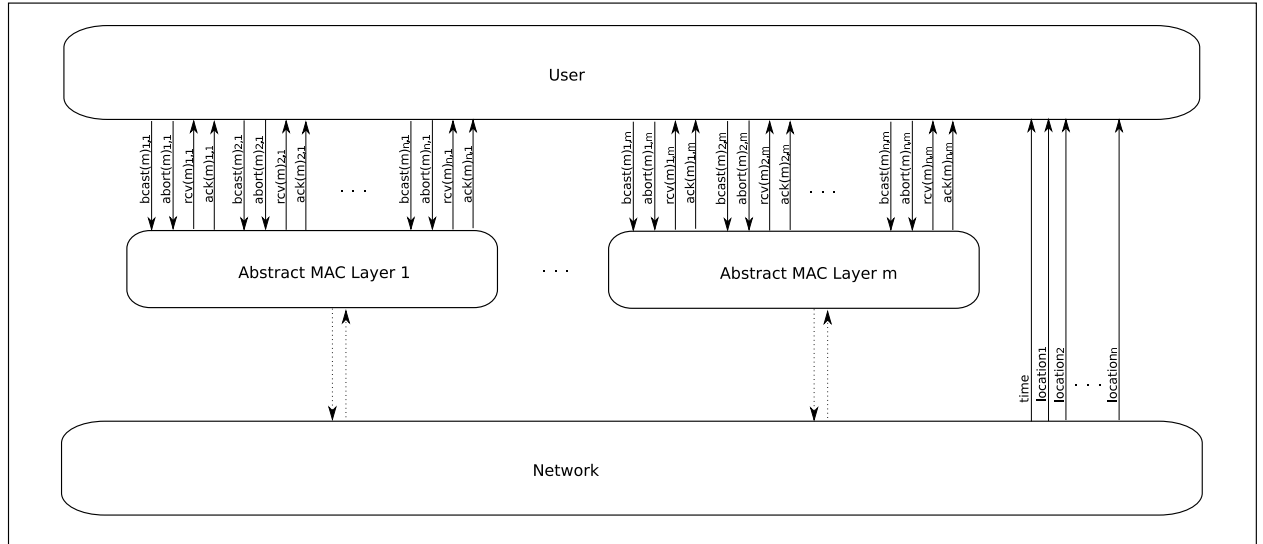 User
bcast(m)1,1
abort(m)1,1
rcv(m)1,1
ack(m)1,1
bcast(m)2,1
abort(m)2,1
rcv(m)2,1
ack(m)2,1
. . .
bcast(m)n,1
abort(m)n,1
rcv(m)n,1
ack(m)n,1
bcast(m)1,m
abort(m)1,m
rcv(m)1,m
ack(m)1,m
bcast(m)2,m
abort(m)2,m
rcv(m)2,m
ack(m)2,m
. . .
bcast(m)n,m
abort(m)n,m
rcv(m)n,m
ack(m)n,m
Abstract MAC Layer 1
. . .
Abstract MAC Layer m
time
location1
location2
. . .
locationn
Network